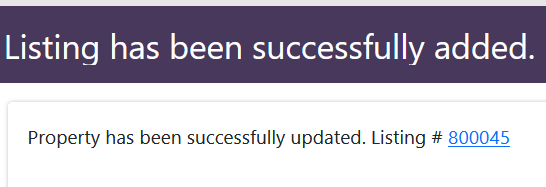 Listing has been successfully added.
Property has been successfully updated. Listing # 800045